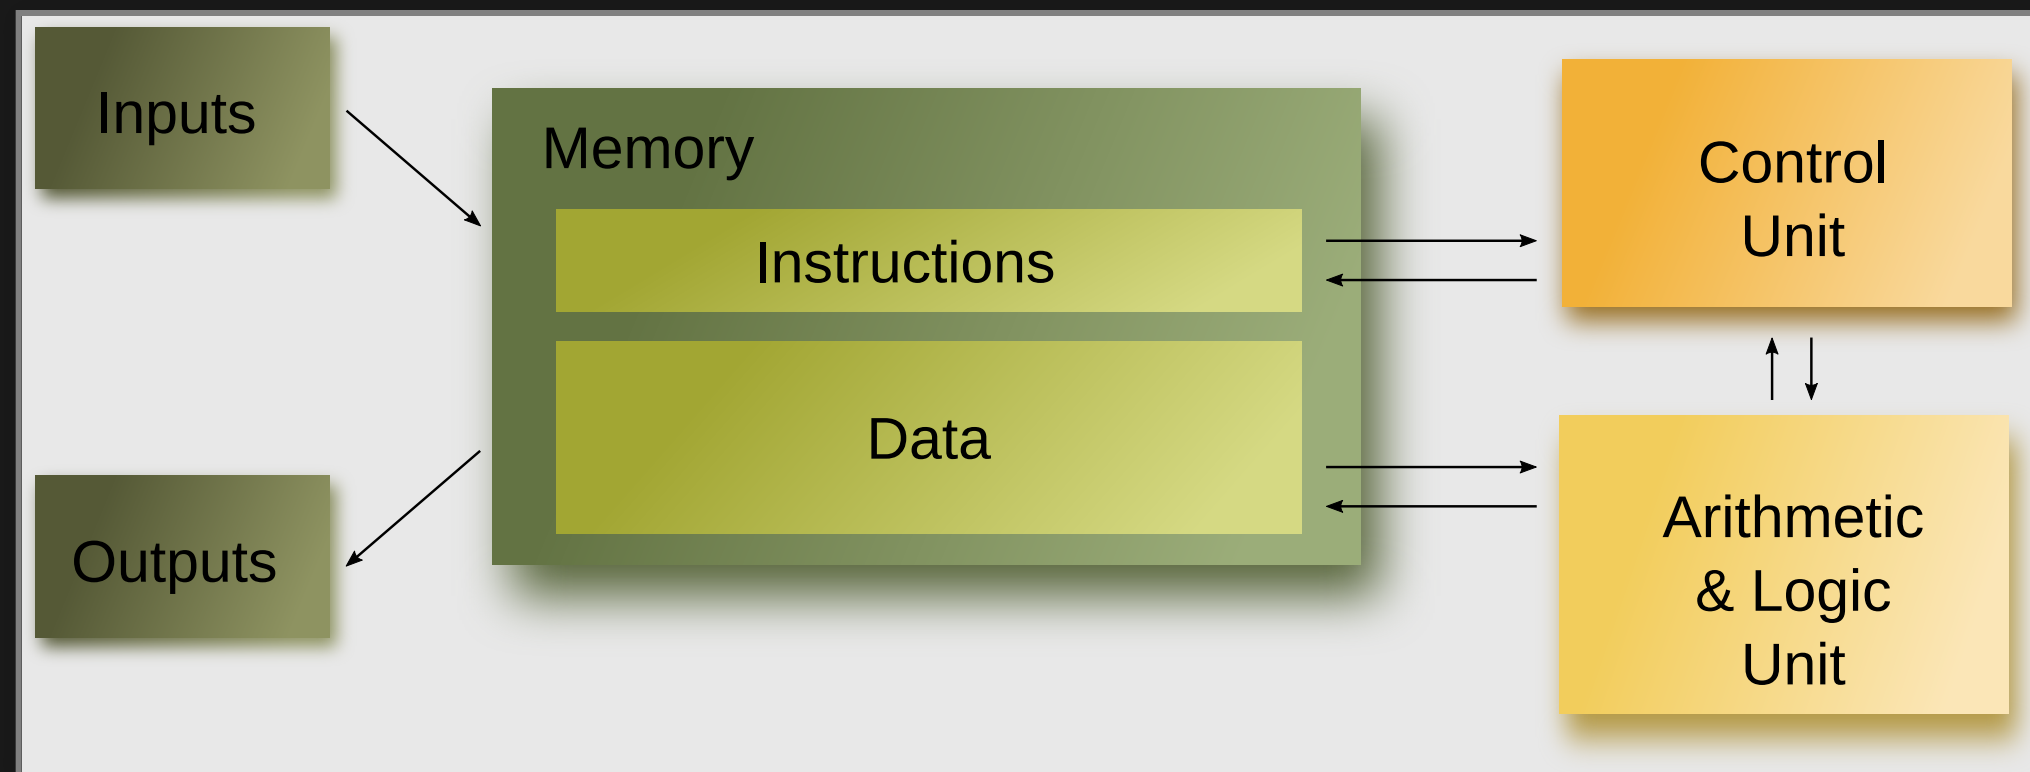 Inputs
Memory
Instructions
Data
Outputs
Control
Unit
Arithmetic
& Logic
Unit